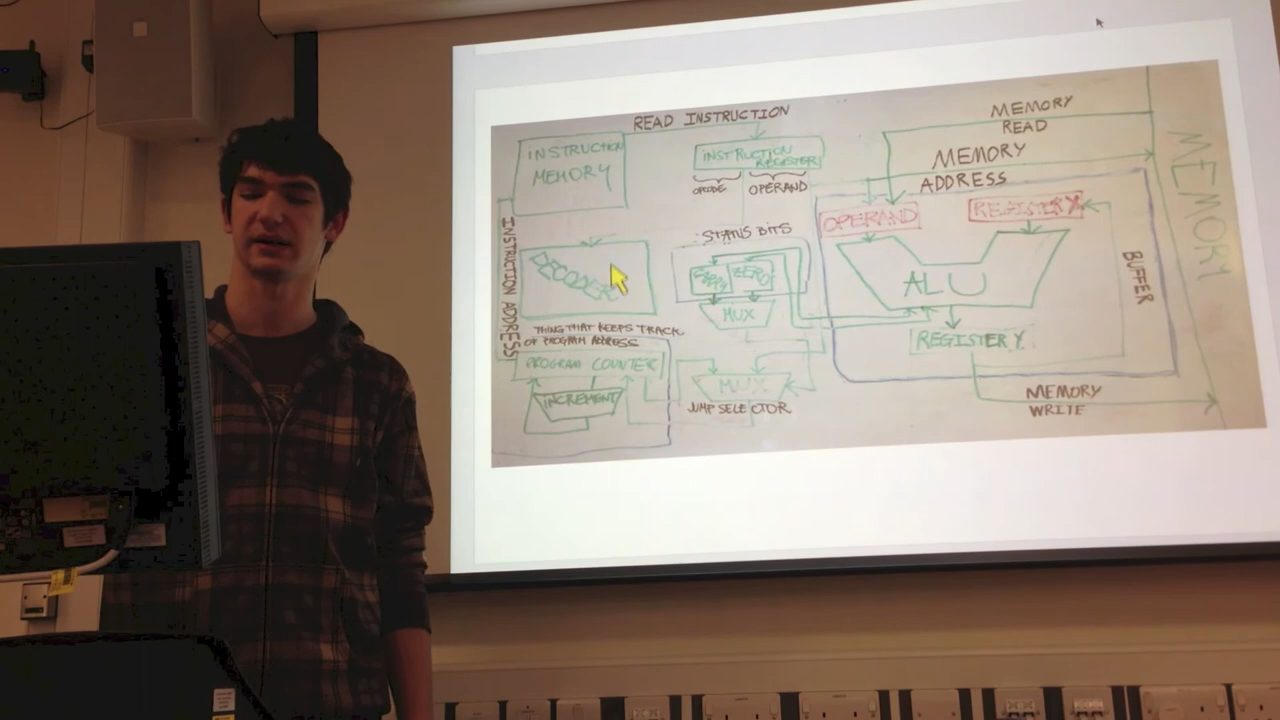 READ INSTRUCTION
INSTRUCTION
MEMORY
INSTRUCTION
REGISTER
OPCODE
OPERAND
MEMORY
READ
MEMORY
ADDRESS
MEMORY
INSTRUCTION ADDRESS
DECODER
STATUS BITS
ZERO
MUX
OPERAND
REGISTER X
ALU
BUFFER
REGISTER Y
THING THAT KEEPS TRACK
OF PROGRAM ADDRESS
PROGRAM COUNTER
INCREMENT
MUX
JUMP SELECTOR
MEMORY
WRITE